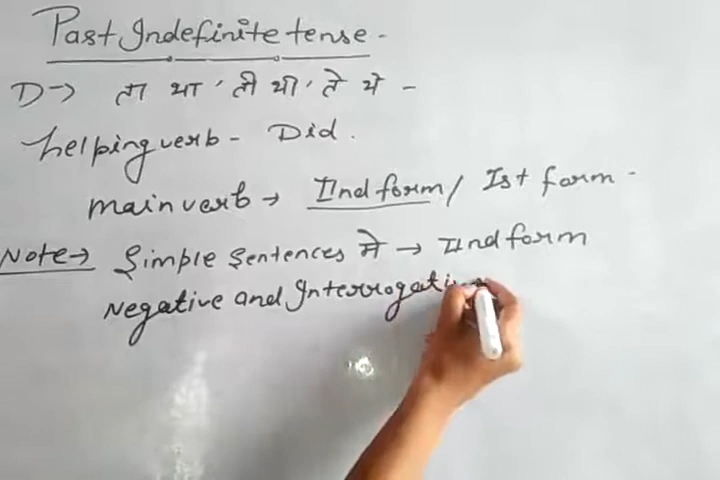 Past Indefinite tense -
D → ता था, ती थी, ते थे -
helping verb - Did.
main verb → IInd form / Ist form -
Note → Simple Sentences में → IInd form
Negative and Interrogati